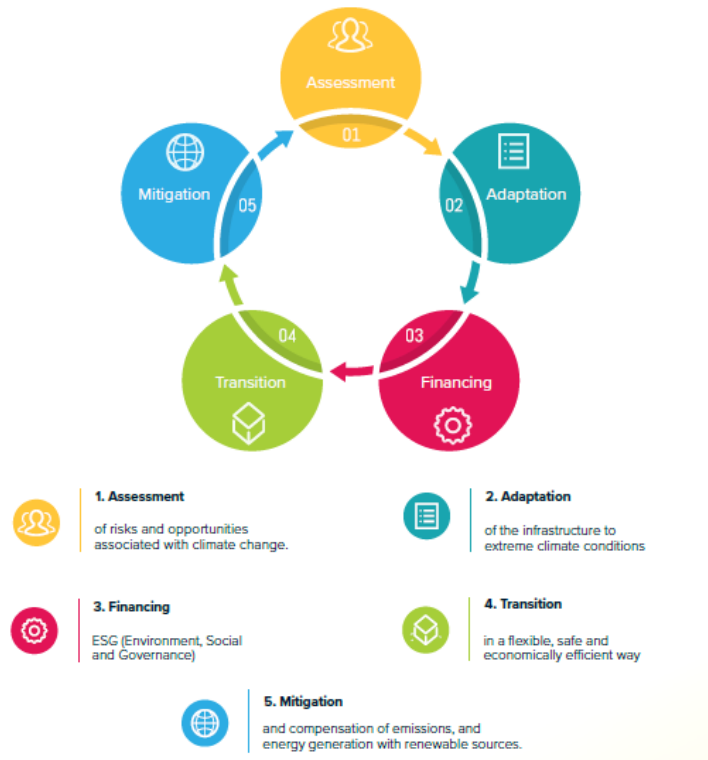 Assessment
01
Mitigation
05
02
Adaptation
04
03
Transition
Financing
1. Assessment
of risks and opportunities
associated with climate change.
2. Adaptation
of the infrastructure to
extreme climate conditions
3. Financing
ESG (Environment, Social
and Governance)
4. Transition
in a flexible, safe and
economically efficient way
5. Mitigation
and compensation of emissions, and
energy generation with renewable sources.